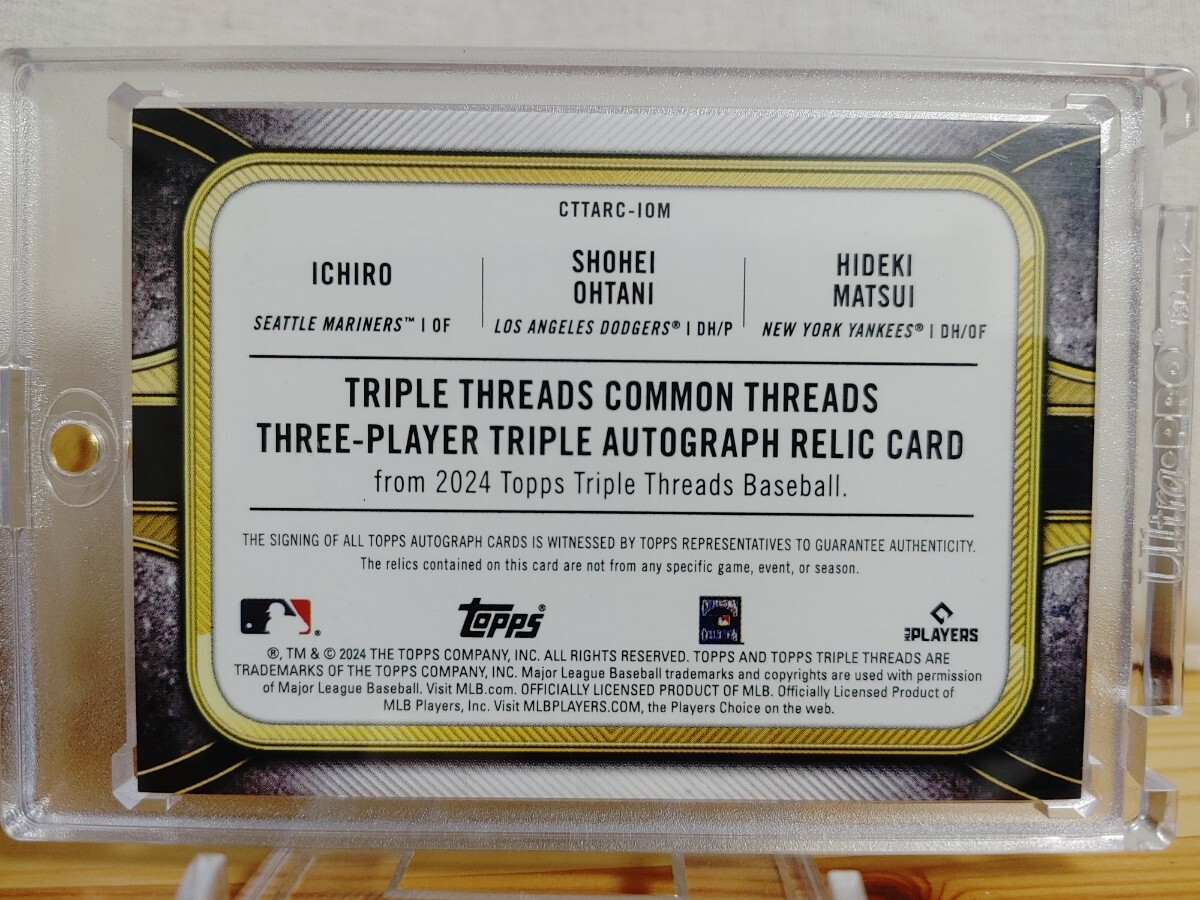 CTTARC-IOM
ICHIRO
SEATTLE MARINERS™ | OF
SHOHEI
OHTANI
LOS ANGELES DODGERS® | DH/P
HIDEKI
MATSUI
NEW YORK YANKEES® | DH/OF
TRIPLE THREADS COMMON THREADS
THREE-PLAYER TRIPLE AUTOGRAPH RELIC CARD
from 2024 Topps Triple Threads Baseball.
THE SIGNING OF ALL TOPPS AUTOGRAPH CARDS IS WITNESSED BY TOPPS REPRESENTATIVES TO GUARANTEE AUTHENTICITY.
The relics contained on this card are not from any specific game, event, or season.
Topps®
MLB PLAYERS
®, TM & © 2024 THE TOPPS COMPANY, INC. ALL RIGHTS RESERVED. TOPPS AND TOPPS TRIPLE THREADS ARE
TRADEMARKS OF THE TOPPS COMPANY, INC. Major League Baseball trademarks and copyrights are used with permission
of Major League Baseball. Visit MLB.com. OFFICIALLY LICENSED PRODUCT OF MLB. Officially Licensed Product of
MLB Players, Inc. Visit MLBPLAYERS.COM, the Players Choice on the web.
UltraPRO®